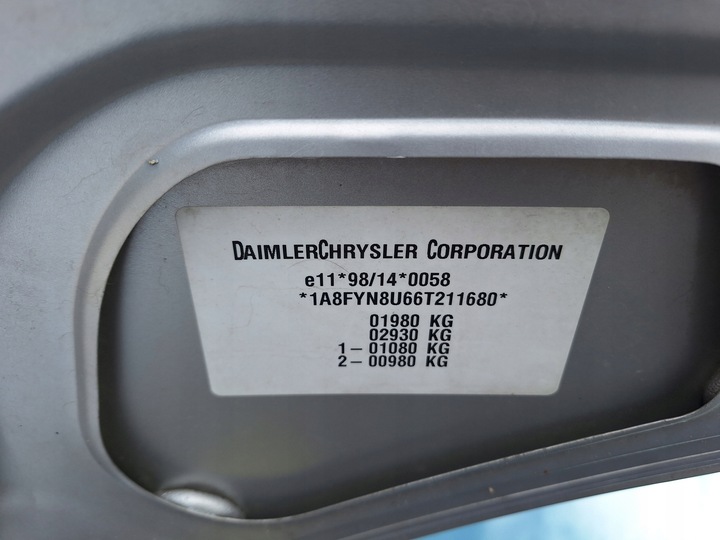 DAIMLERCHRYSLER CORPORATION
e11*98/14*0058
*1A8FYN8U66T211680*
01980 KG
02930 KG
1– 01080 KG
2– 00980 KG